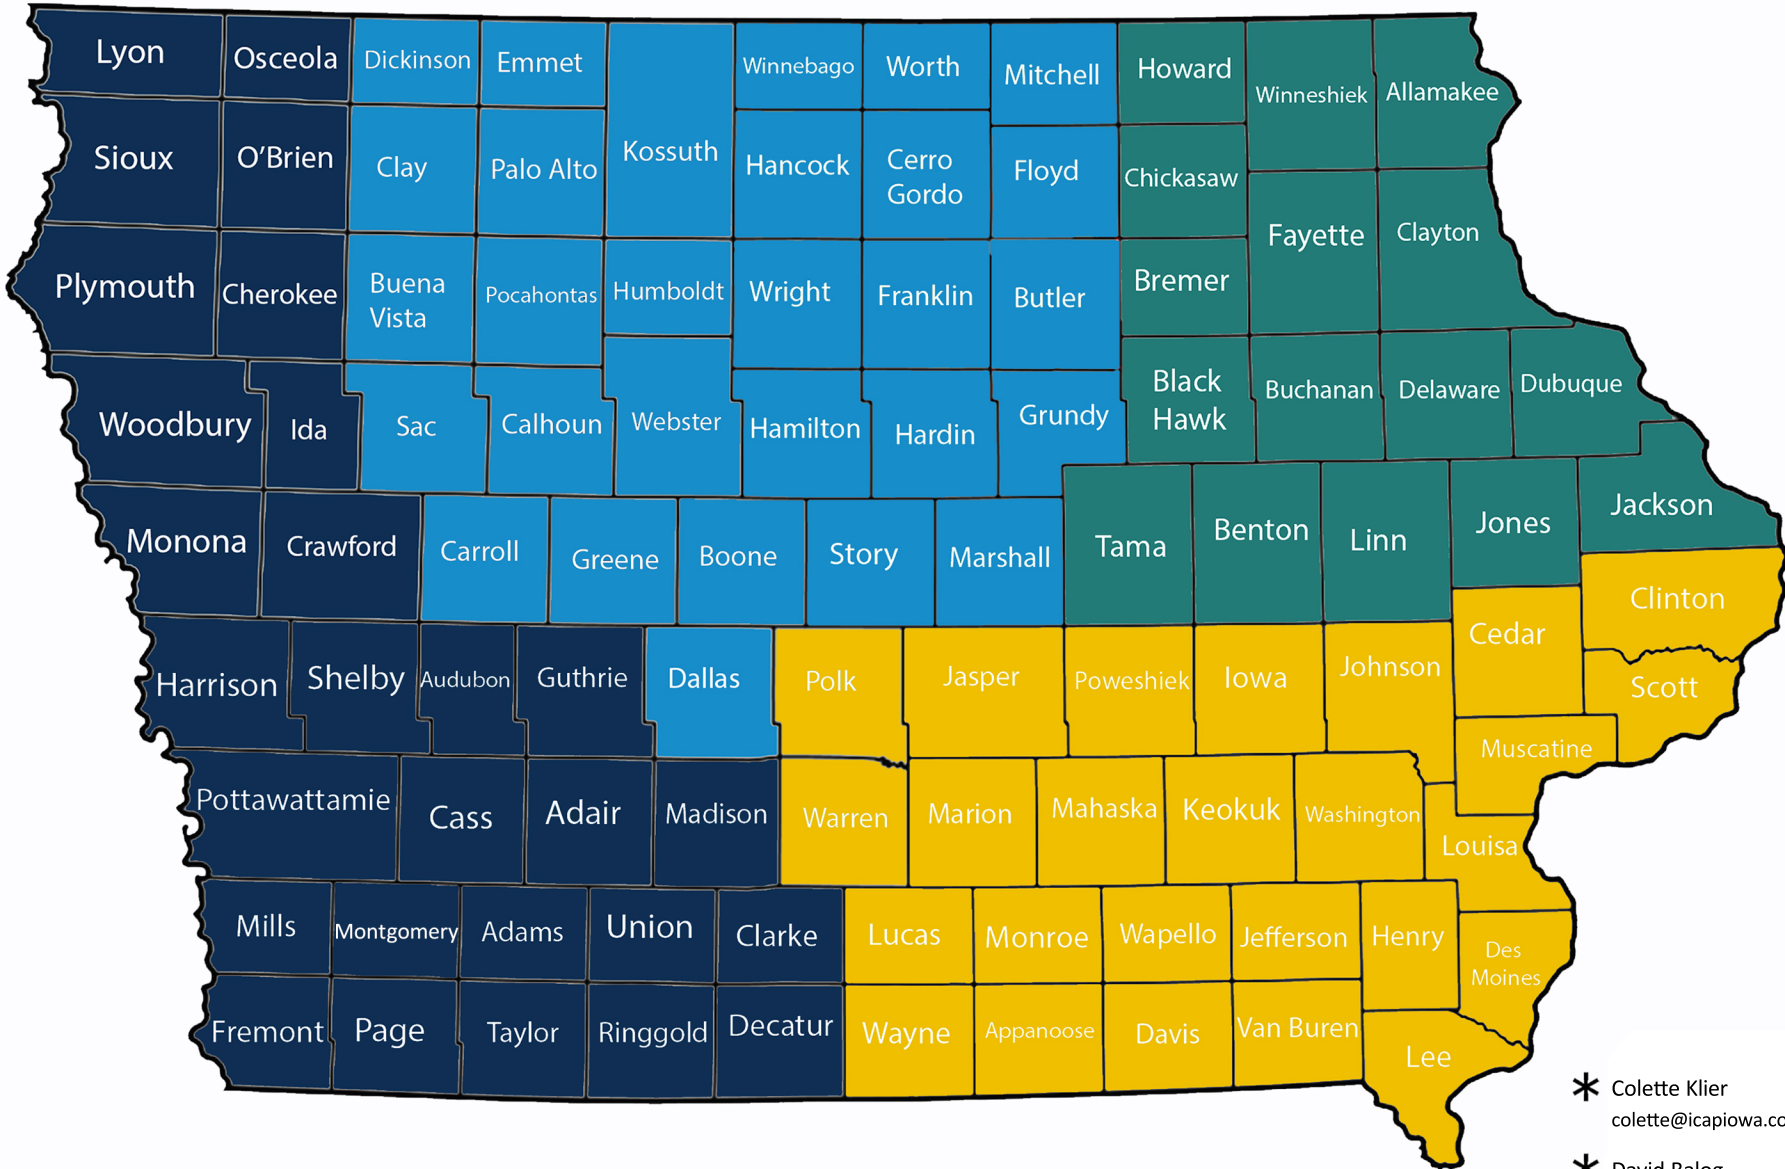 Lyon
Osceola
Dickinson
Emmet
Kossuth
Winnebago
Worth
Mitchell
Howard
Winneshiek
Allamakee
Sioux
O’Brien
Clay
Palo Alto
Hancock
Cerro
Gordo
Floyd
Chickasaw
Fayette
Clayton
Plymouth
Cherokee
Buena
Vista
Pocahontas
Humboldt
Wright
Franklin
Butler
Bremer
Woodbury
Ida
Sac
Calhoun
Webster
Hamilton
Hardin
Grundy
Black
Hawk
Buchanan
Delaware
Dubuque
Monona
Crawford
Carroll
Greene
Boone
Story
Marshall
Tama
Benton
Linn
Jones
Jackson
Clinton
Cedar
Harrison
Shelby
Audubon
Guthrie
Dallas
Polk
Jasper
Poweshiek
Iowa
Johnson
Scott
Muscatine
Pottawattamie
Cass
Adair
Madison
Warren
Marion
Mahaska
Keokuk
Washington
Louisa
Mills
Montgomery
Adams
Union
Clarke
Lucas
Monroe
Wapello
Jefferson
Henry
Des
Moines
Fremont
Page
Taylor
Ringgold
Decatur
Wayne
Appanoose
Davis
Van Buren
Lee
* Colette Klier
colette@icapiowa.co
* David Balog